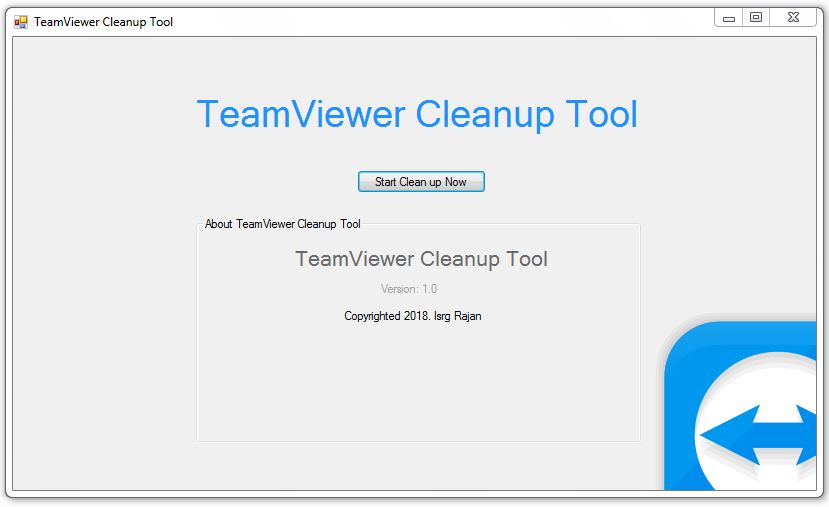 TeamViewer Cleanup Tool
TeamViewer Cleanup Tool
Start Clean up Now
About TeamViewer Cleanup Tool
TeamViewer Cleanup Tool
Version: 1.0
Copyrighted 2018. Isrg Rajan